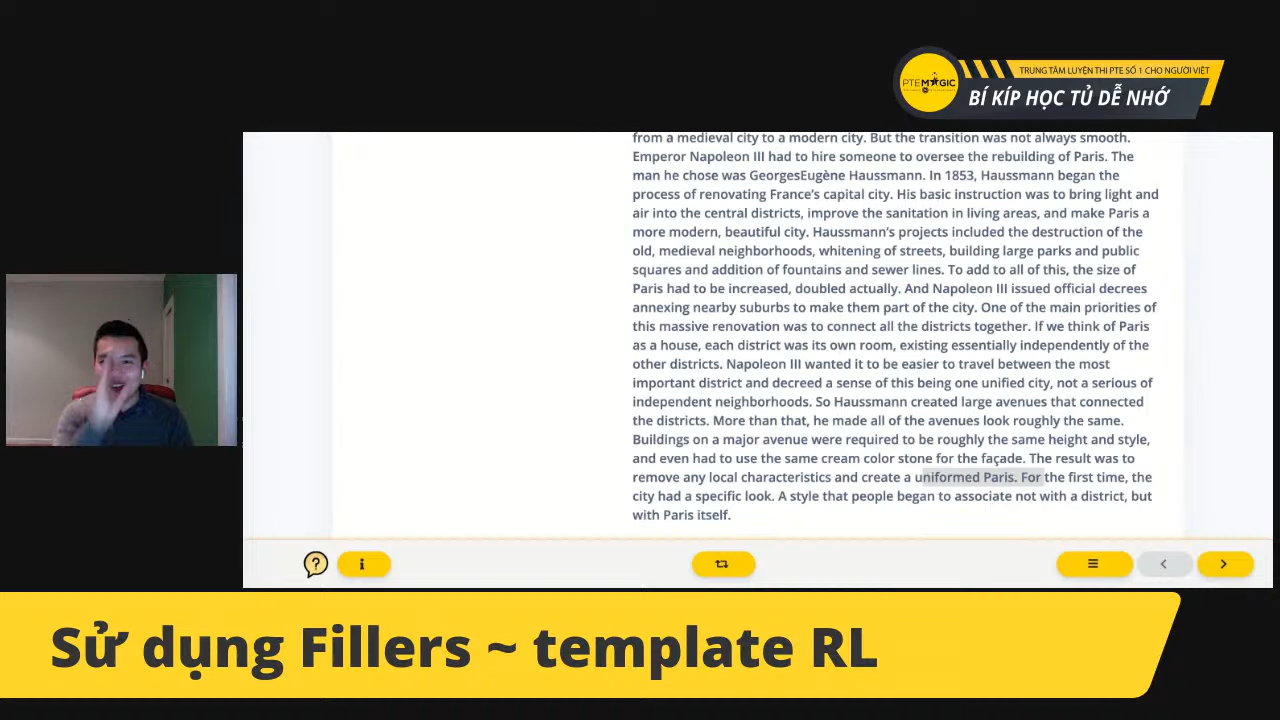 TRUNG TÂM LUYỆN THI PTE SỐ 1 CHO NGƯỜI VIỆT
PTEMAGIC
BÍ KÍP HỌC TỦ DỄ NHỚ
from a medieval city to a modern city. But the transition was not always smooth.
Emperor Napoleon III had to hire someone to oversee the rebuilding of Paris. The
man he chose was GeorgesEugène Haussmann. In 1853, Haussmann began the
process of renovating France's capital city. His basic instruction was to bring light and
air into the central districts, improve the sanitation in living areas, and make Paris a
more modern, beautiful city. Haussmann's projects included the destruction of the
old, medieval neighborhoods, whitening of streets, building large parks and public
squares and addition of fountains and sewer lines. To add to all of this, the size of
Paris had to be increased, doubled actually. And Napoleon III issued official decrees
annexing nearby suburbs to make them part of the city. One of the main priorities of
this massive renovation was to connect all the districts together. If we think of Paris
as a house, each district was its own room, existing essentially independently of the
other districts. Napoleon III wanted it to be easier to travel between the most
important district and decreed a sense of this being one unified city, not a serious of
independent neighborhoods. So Haussmann created large avenues that connected
the districts. More than that, he made all of the avenues look roughly the same.
Buildings on a major avenue were required to be roughly the same height and style,
and even had to use the same cream color stone for the façade. The result was to
remove any local characteristics and create a uniformed Paris. For the first time, the
city had a specific look. A style that people began to associate not with a district, but
with Paris itself.
Sử dụng Fillers ~ template RL